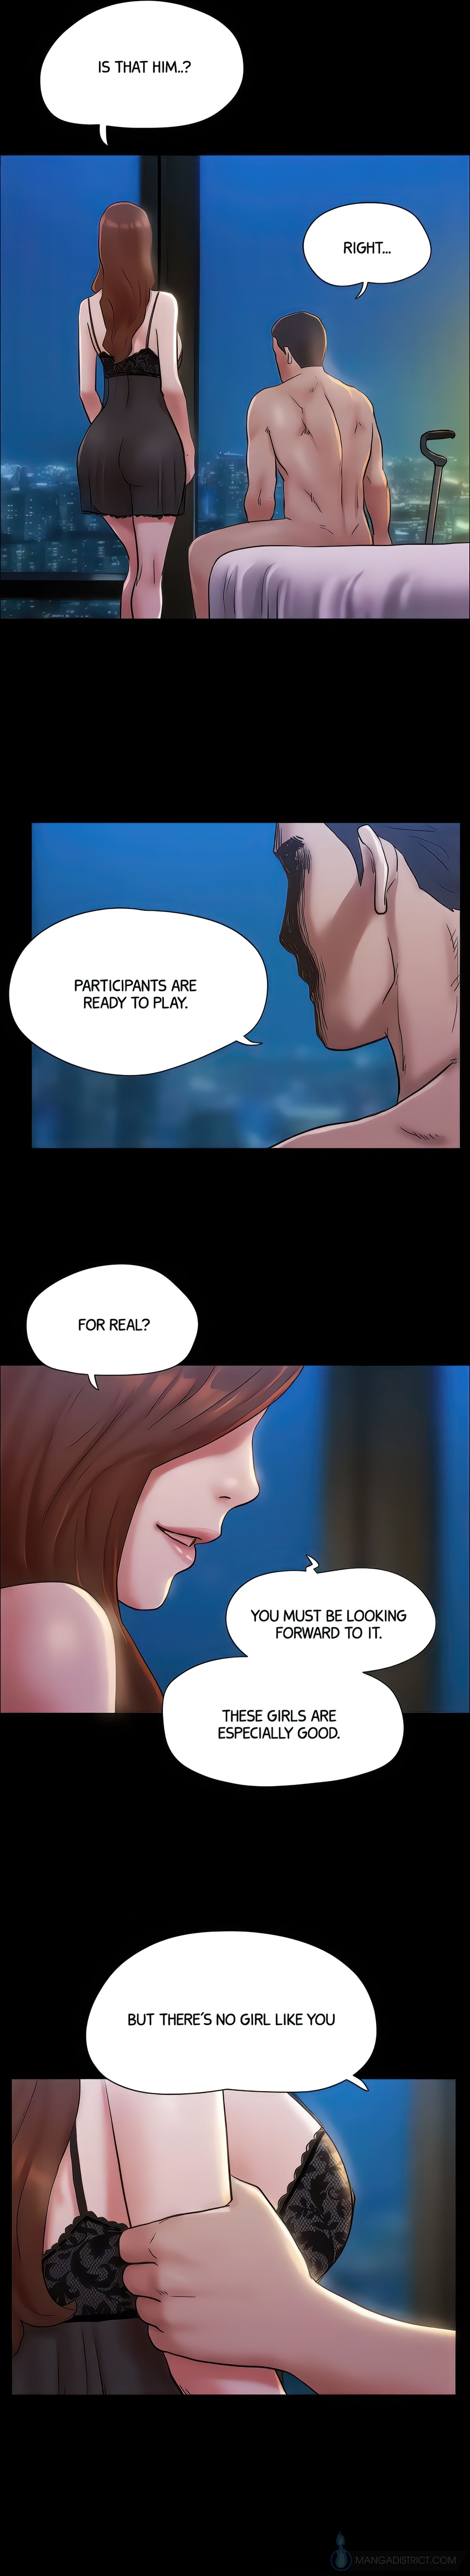 IS THAT HIM..?
RIGHT...
PARTICIPANTS ARE
READY TO PLAY.
FOR REAL?
YOU MUST BE LOOKING
FORWARD TO IT.
THESE GIRLS ARE
ESPECIALLY GOOD.
BUT THERE'S NO GIRL LIKE YOU
MANGADISTRICT.COM